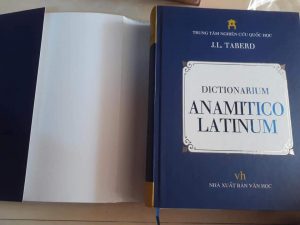 TRUNG TÂM NGHIÊN CỨU QUỐC HỌC
J.L. TABERD
DICTIONARIUM
ANAMITICO
LATINUM
vh
NHÀ XUẤT BẢN VĂN HỌC